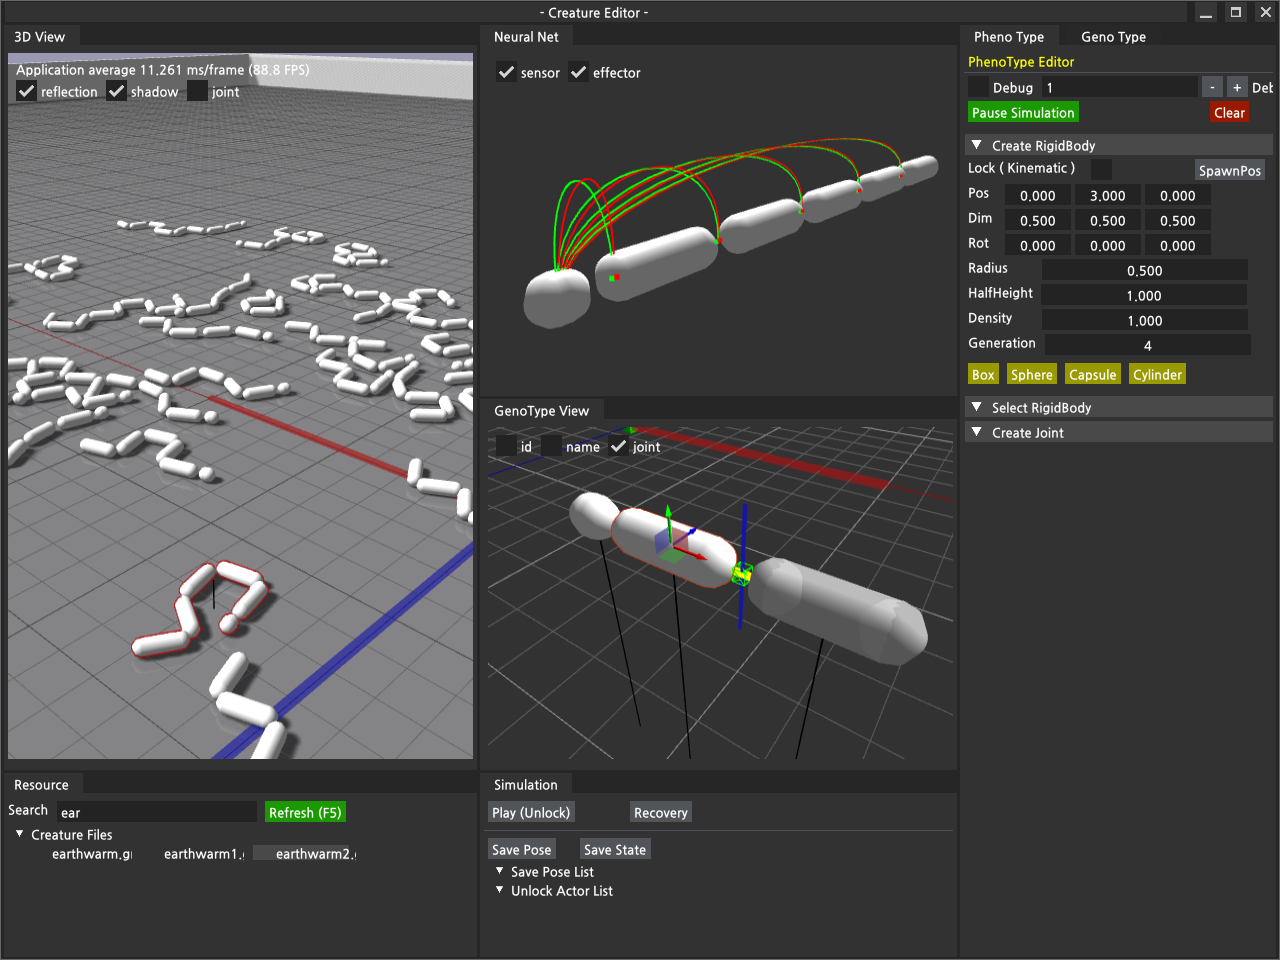 - Creature Editor -
3D View
Application average 11.261 ms/frame (88.8 FPS)
reflection shadow joint
Neural Net
sensor effector
GenoType View
id name joint
Pheno Type Geno Type
PhenoType Editor
Debug 1 - + Deb
Pause Simulation Clear
Create RigidBody
Lock ( Kinematic ) SpawnPos
Pos 0.000 3.000 0.000
Dim 0.500 0.500 0.500
Rot 0.000 0.000 0.000
Radius 0.500
HalfHeight 1.000
Density 1.000
Generation 4
Box Sphere Capsule Cylinder
Select RigidBody
Create Joint
Resource
Search ear Refresh (F5)
Creature Files
earthwarm.g earthwarm1. earthwarm2.
Simulation
Play (Unlock) Recovery
Save Pose Save State
Save Pose List
Unlock Actor List